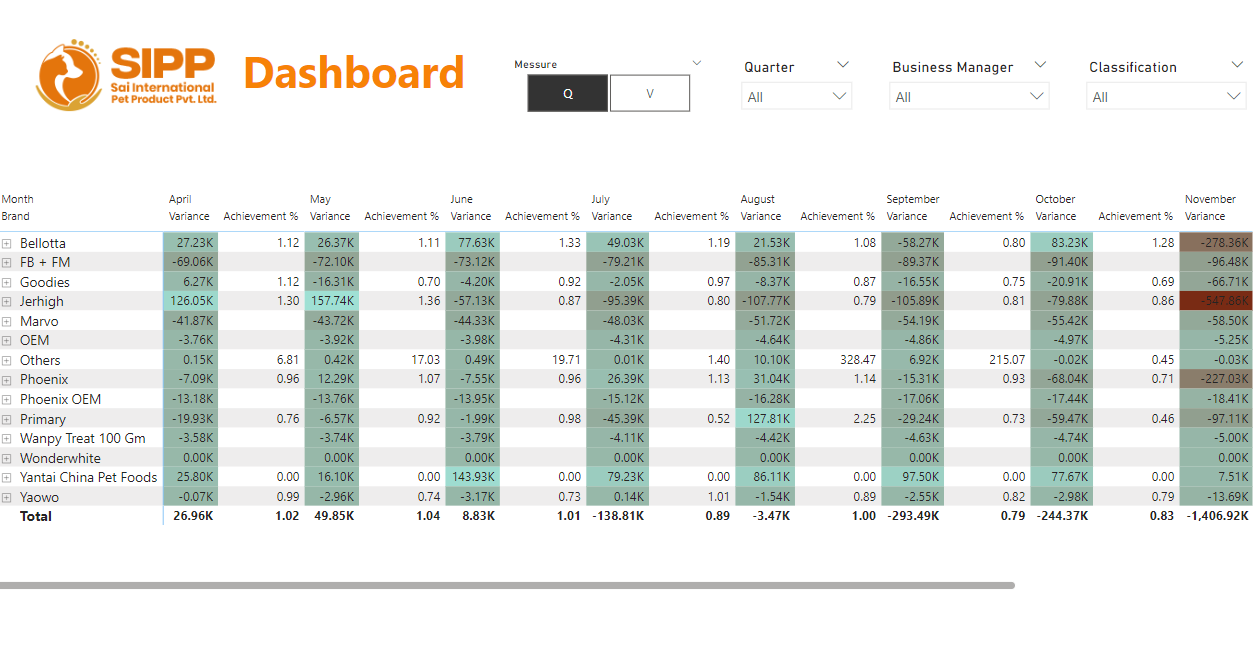 SIPP
Sai International
Pet Product Pvt. Ltd.
Dashboard
Messure
Q V
Quarter
All
Business Manager
All
Classification
All
Month April May June July August September October November
Brand Variance Achievement % Variance Achievement % Variance Achievement % Variance Achievement % Variance Achievement % Variance Achievement % Variance Achievement % Variance
Bellotta 27.23K 1.12 26.37K 1.11 77.63K 1.33 49.03K 1.19 21.53K 1.08 -58.27K 0.80 83.23K 1.28 -278.36K
FB + FM -69.06K -72.10K -73.12K -79.21K -85.31K -89.37K -91.40K -96.48K
Goodies 6.27K 1.12 -16.31K 0.70 -4.20K 0.92 -2.05K 0.97 -8.37K 0.87 -16.55K 0.75 -20.91K 0.69 -66.71K
Jerhigh 126.05K 1.30 157.74K 1.36 -57.13K 0.87 -95.39K 0.80 -107.77K 0.79 -105.89K 0.81 -79.88K 0.86 -547.86K
Marvo -41.87K -43.72K -44.33K -48.03K -51.72K -54.19K -55.42K -58.50K
OEM -3.76K -3.92K -3.98K -4.31K -4.64K -4.86K -4.97K -5.25K
Others 0.15K 6.81 0.42K 17.03 0.49K 19.71 0.01K 1.40 10.10K 328.47 6.92K 215.07 -0.02K 0.45 -0.03K
Phoenix -7.09K 0.96 12.29K 1.07 -7.55K 0.96 26.39K 1.13 31.04K 1.14 -15.31K 0.93 -68.04K 0.71 -227.03K
Phoenix OEM -13.18K -13.76K -13.95K -15.12K -16.28K -17.06K -17.44K -18.41K
Primary -19.93K 0.76 -6.57K 0.92 -1.99K 0.98 -45.39K 0.52 127.81K 2.25 -29.24K 0.73 -59.47K 0.46 -97.11K
Wanpy Treat 100 Gm -3.58K -3.74K -3.79K -4.11K -4.42K -4.63K -4.74K -5.00K
Wonderwhite 0.00K 0.00K 0.00K 0.00K 0.00K 0.00K 0.00K 0.00K
Yantai China Pet Foods 25.80K 0.00 16.10K 0.00 143.93K 0.00 79.23K 0.00 86.11K 0.00 97.50K 0.00 77.67K 0.00 7.51K
Yaowo -0.07K 0.99 -2.96K 0.74 -3.17K 0.73 0.14K 1.01 -1.54K 0.89 -2.55K 0.82 -2.98K 0.79 -13.69K
Total 26.96K 1.02 49.85K 1.04 8.83K 1.01 -138.81K 0.89 -3.47K 1.00 -293.49K 0.79 -244.37K 0.83 -1,406.92K